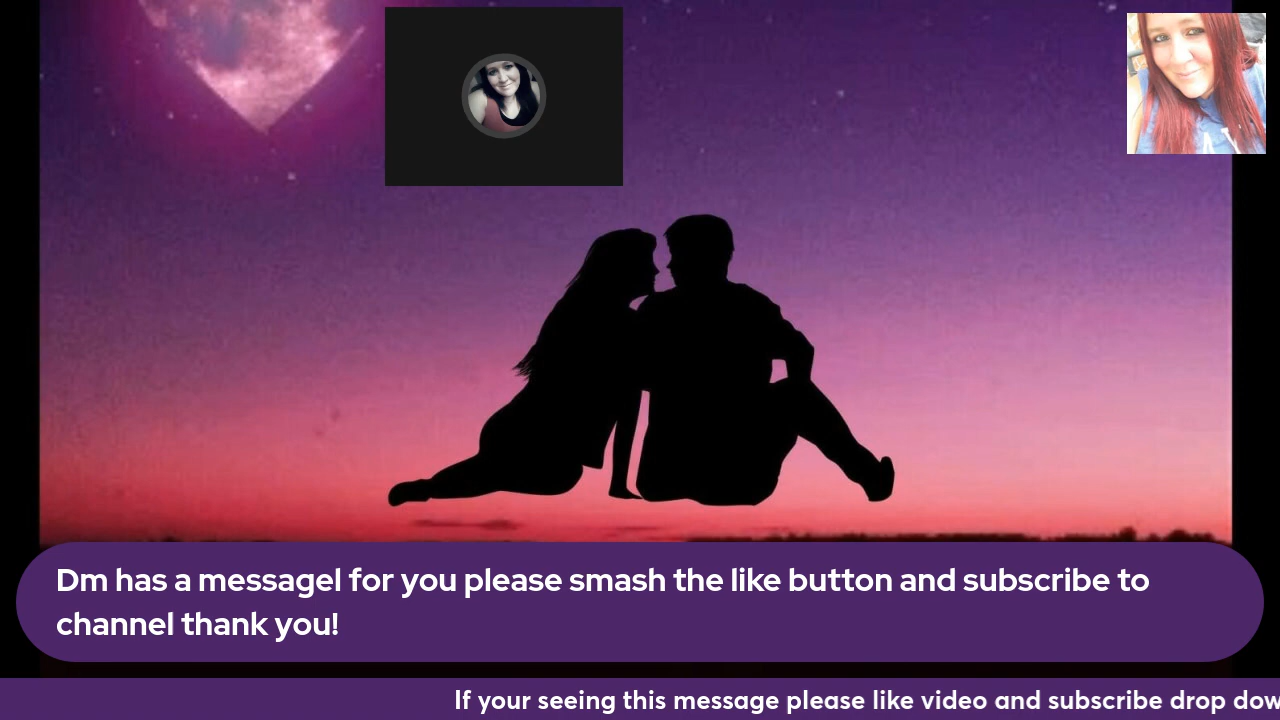 Dm has a messagel for you please smash the like button and subscribe to
channel thank you!
If your seeing this message please like video and subscribe drop dow